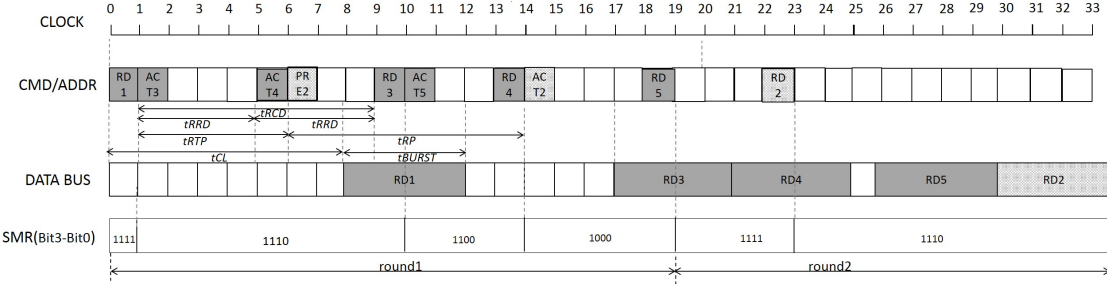 CLOCK 0 1 2 3 4 5 6 7 8 9 10 11 12 13 14 15 16 17 18 19 20 21 22 23 24 25 26 27 28 29 30 31 32 33
CMD/ADDR RD 1 AC T3 AC T4 PR E2 RD 3 AC T5 RD 4 AC T2 RD 5 RD 2
tRCD
tRRD tRRD
tRTP tRP
tCL tBURST
DATA BUS RD1 RD3 RD4 RD5 RD2
SMR(Bit3-Bit0) 1111 1110 1100 1000 1111 1110
round1 round2